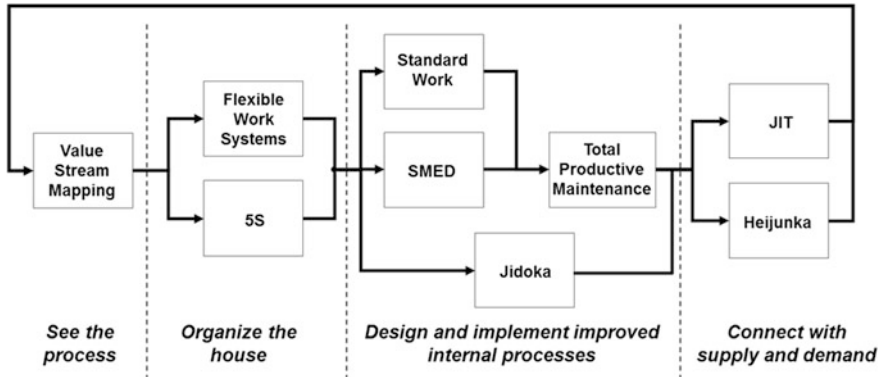 Value
Stream
Mapping
Flexible
Work
Systems
5S
Standard
Work
SMED
Total
Productive
Maintenance
Jidoka
JIT
Heijunka
See the
process
Organize the
house
Design and implement improved
internal processes
Connect with
supply and demand